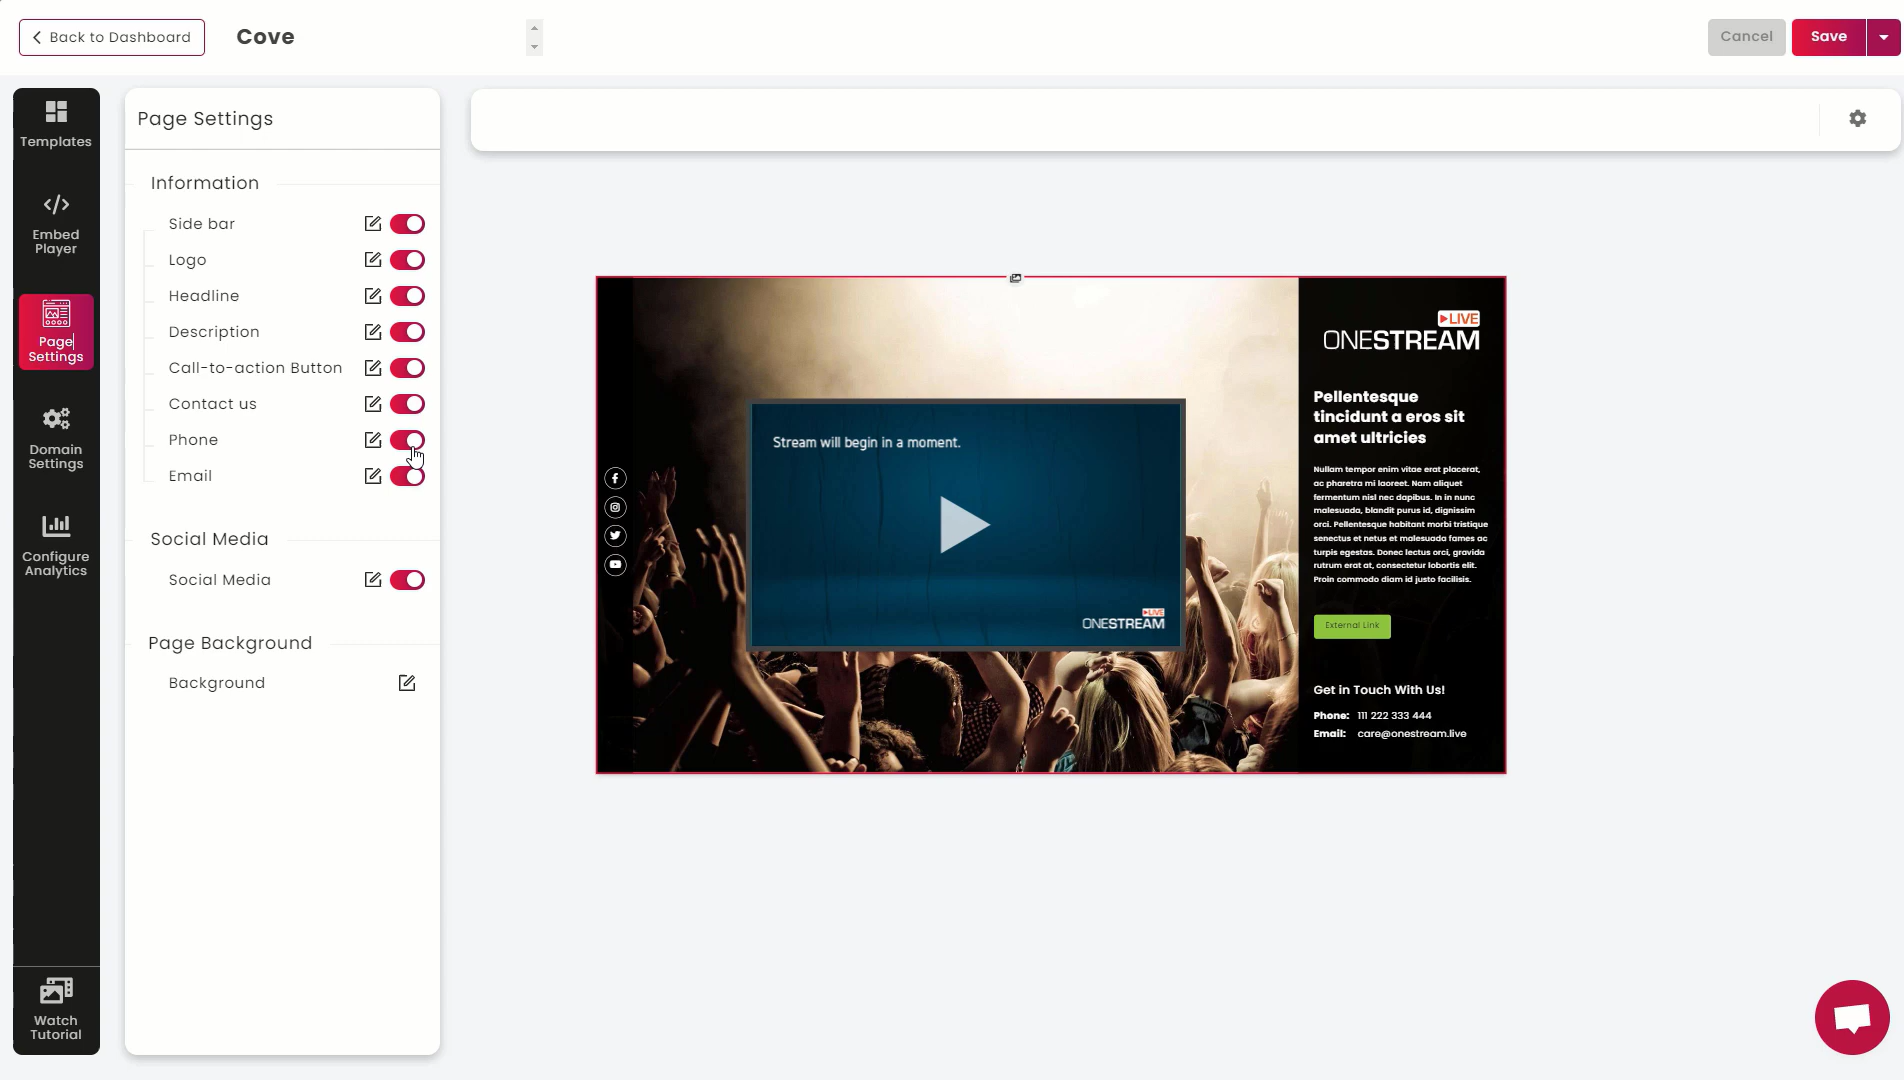 Back to Dashboard
Cove
Cancel
Save
Templates
Embed
Player
Page
Settings
Domain
Settings
Configure
Analytics
Watch
Tutorial
Page Settings
Information
Side bar
Logo
Headline
Description
Call-to-action Button
Contact us
Phone
Email
Social Media
Social Media
Page Background
Background
Stream will begin in a moment.
LIVE
ONESTREAM
LIVE
ONESTREAM
Pellentesque
tincidunt a eros sit
amet ultricies
Nullam tempor enim vitae erat placerat,
ac pharetra mi laoreet. Nam aliquet
fermentum nisl nec dapibus. In in nunc
malesuada, blandit purus id, dignissim
orci. Pellentesque habitant morbi tristique
senectus et netus et malesuada fames ac
turpis egestas. Donec lectus orci, gravida
rutrum erat at, consectetur lobortis elit.
Proin commodo diam id justo facilisis.
External Link
Get in Touch With Us!
Phone: 111 222 333 444
Email: care@onestream.live